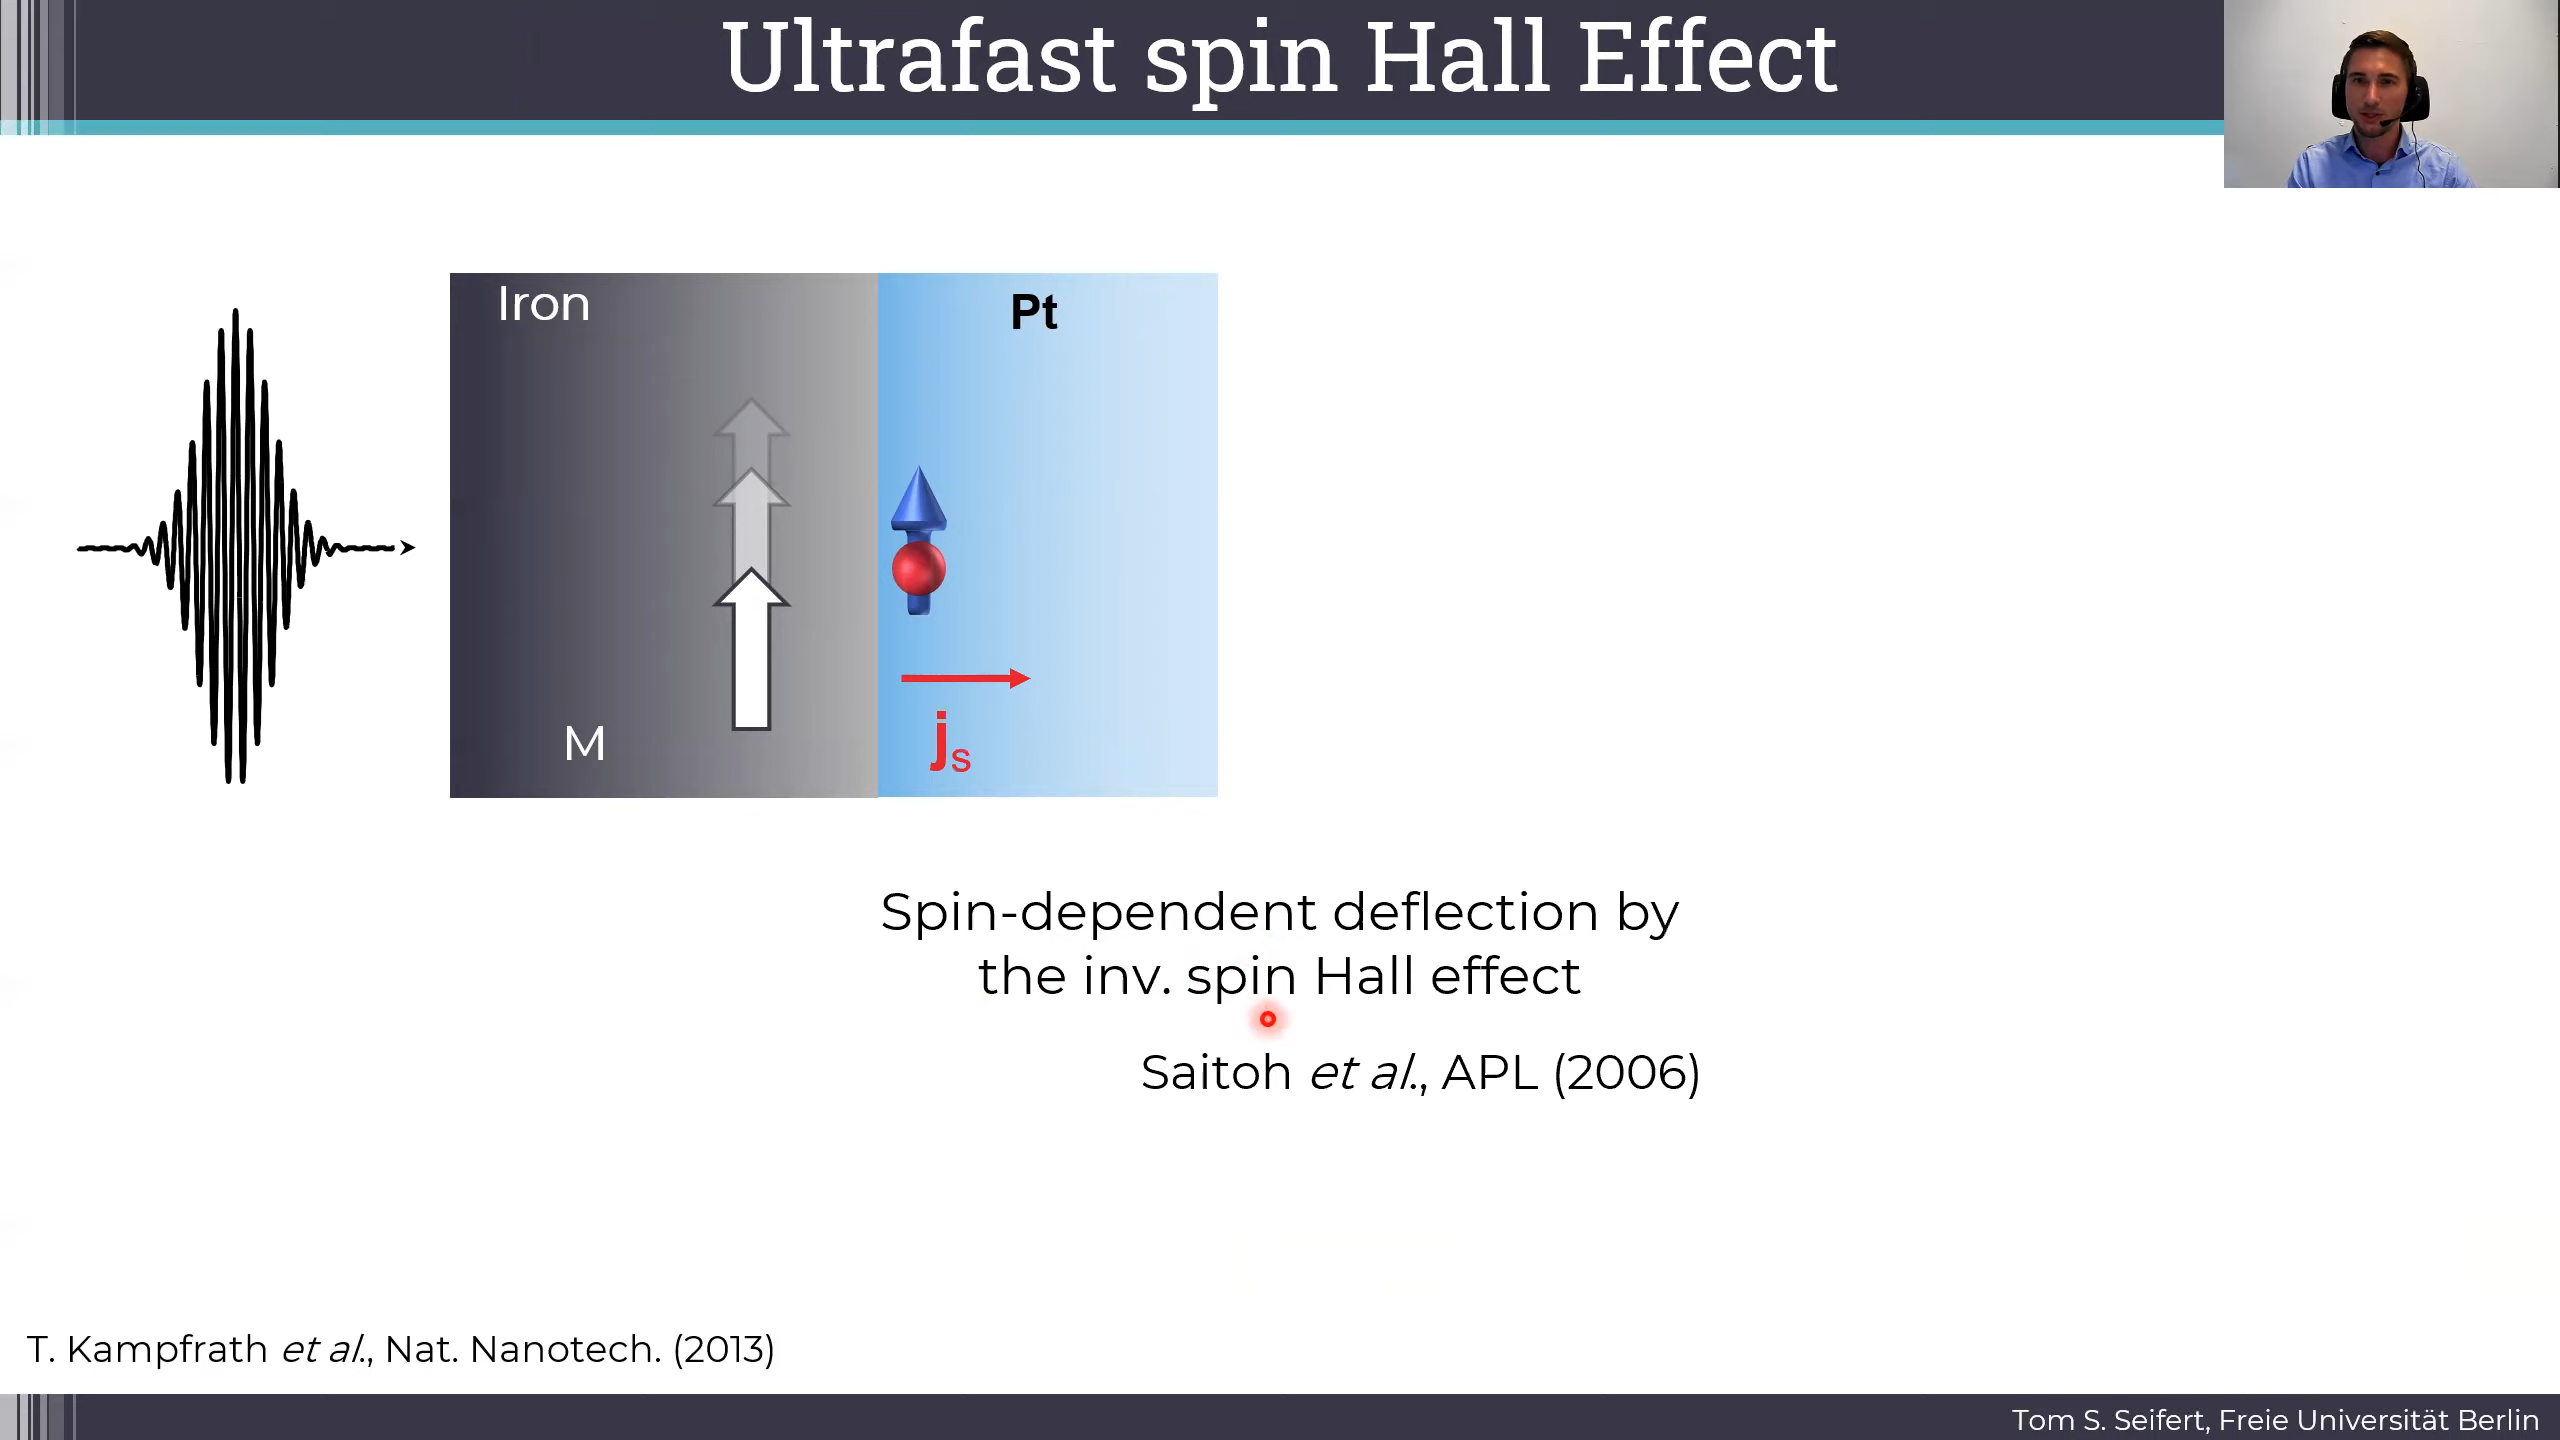 Ultrafast spin Hall Effect
Iron
Pt
M
js
Spin-dependent deflection by
the inv. spin Hall effect
Saitoh et al., APL (2006)
T. Kampfrath et al., Nat. Nanotech. (2013)
Tom S. Seifert, Freie Universität Berlin